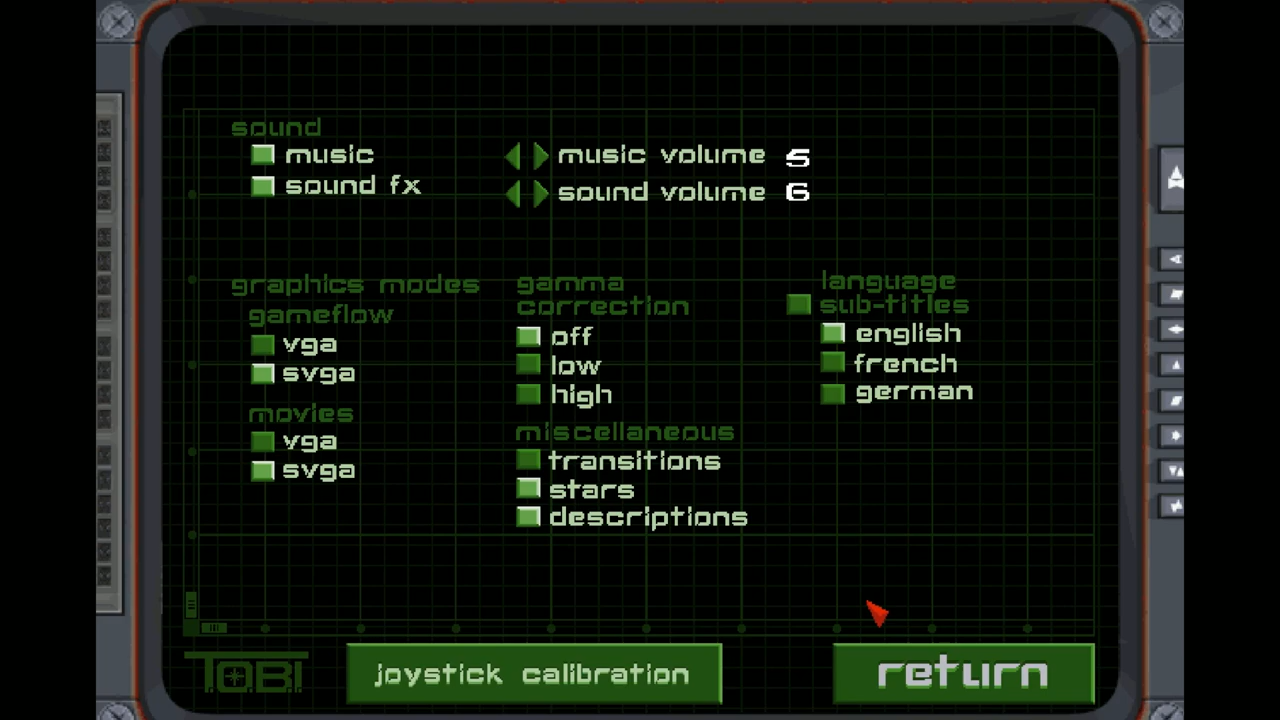 sound
music
sound fx
music volume 5
sound volume 6
graphics modes
gameflow
vga
svga
movies
vga
svga
gamma
correction
off
low
high
miscellaneous
transitions
stars
descriptions
language
sub-titles
english
french
german
TOBI
joystick calibration
return